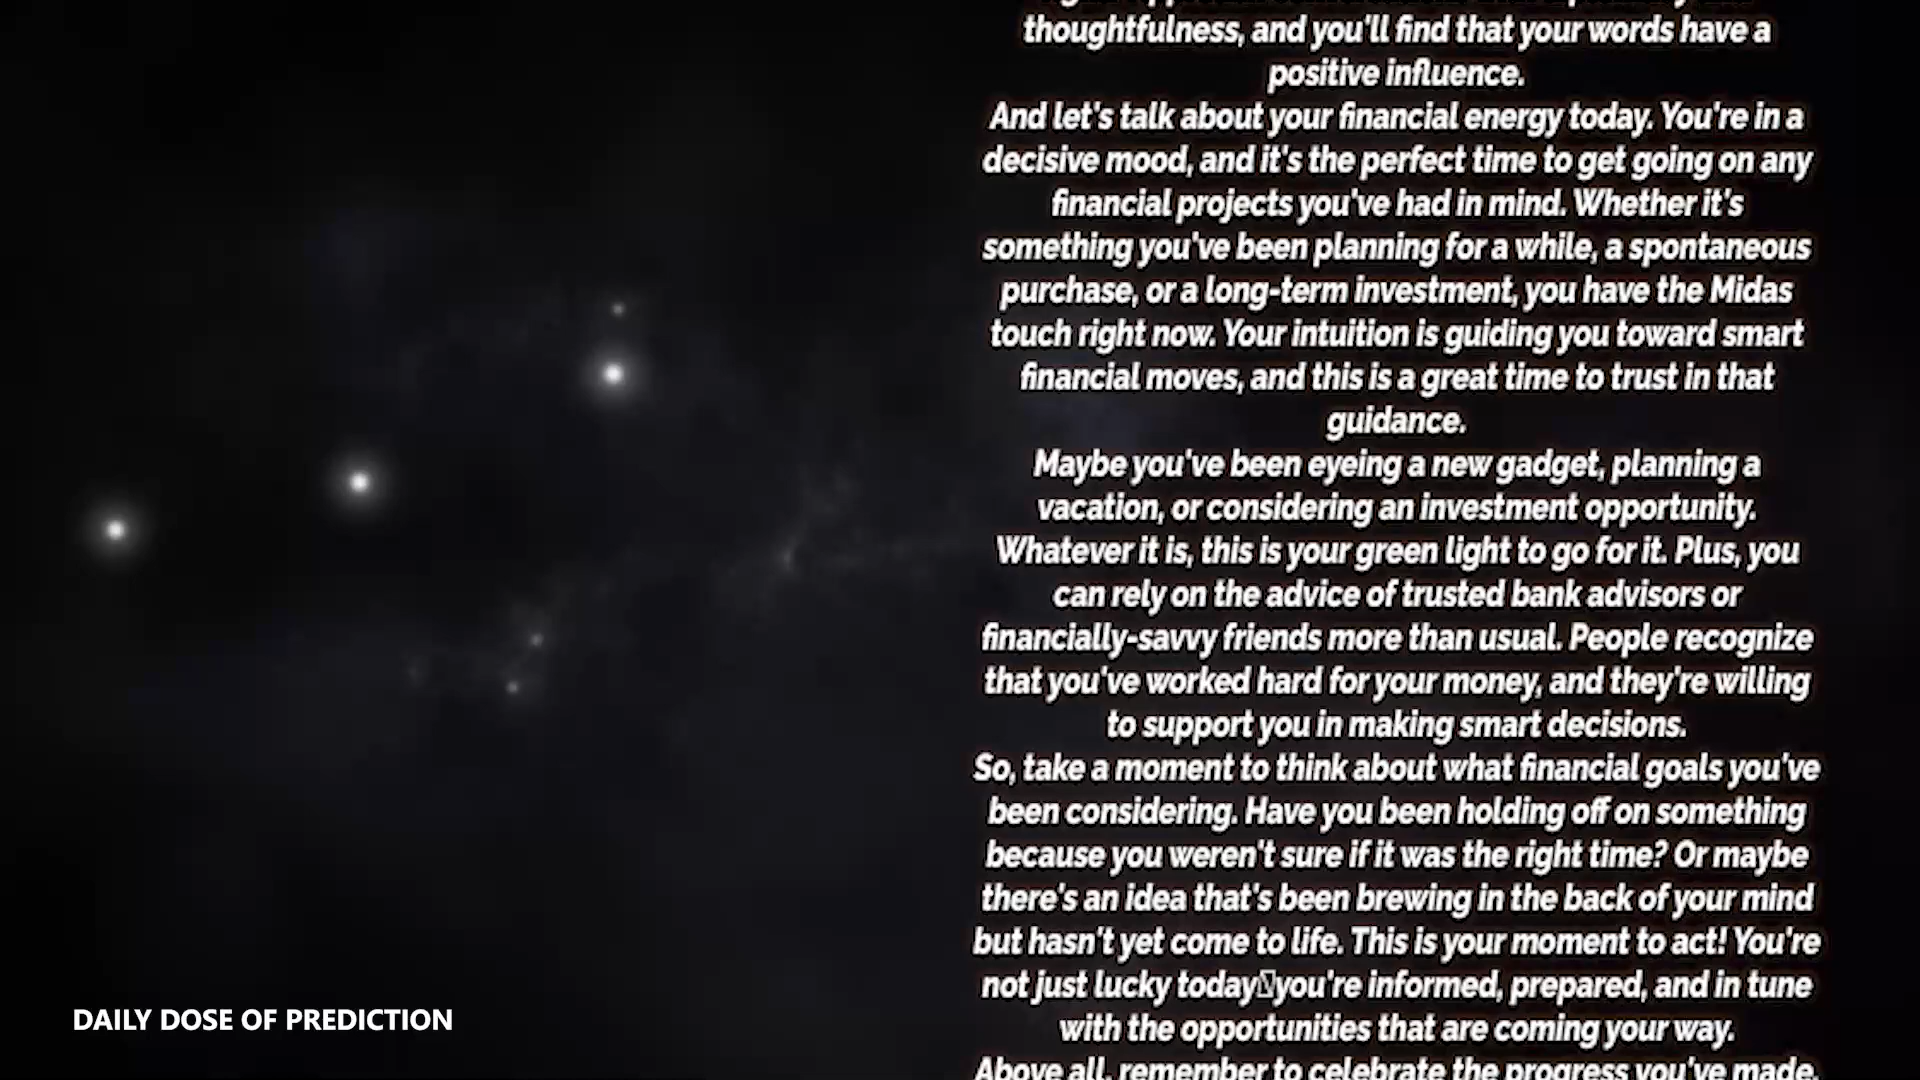 thoughtfulness, and you'll find that your words have a
positive influence.
And let's talk about your financial energy today. You're in a
decisive mood, and it's the perfect time to get going on any
financial projects you've had in mind. Whether it's
something you've been planning for a while, a spontaneous
purchase, or a long-term investment, you have the Midas
touch right now. Your intuition is guiding you toward smart
financial moves, and this is a great time to trust in that
guidance.
Maybe you've been eyeing a new gadget, planning a
vacation, or considering an investment opportunity.
Whatever it is, this is your green light to go for it. Plus, you
can rely on the advice of trusted bank advisors or
financially-savvy friends more than usual. People recognize
that you've worked hard for your money, and they're willing
to support you in making smart decisions.
So, take a moment to think about what financial goals you've
been considering. Have you been holding off on something
because you weren't sure if it was the right time? Or maybe
there's an idea that's been brewing in the back of your mind
but hasn't yet come to life. This is your moment to act! You're
not just lucky today▯you're informed, prepared, and in tune
with the opportunities that are coming your way.
Above all, remember to celebrate the progress you've made.
DAILY DOSE OF PREDICTION